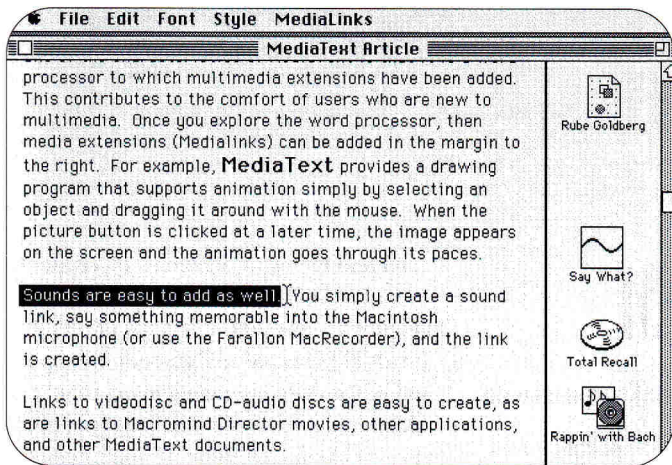 File Edit Font Style MediaLinks
MediaText Article
processor to which multimedia extensions have been added.
This contributes to the comfort of users who are new to
multimedia. Once you explore the word processor, then
media extensions (Medialinks) can be added in the margin to
the right. For example, MediaText provides a drawing
program that supports animation simply by selecting an
object and dragging it around with the mouse. When the
picture button is clicked at a later time, the image appears
on the screen and the animation goes through its paces.
Sounds are easy to add as well. You simply create a sound
link, say something memorable into the Macintosh
microphone (or use the Farallon MacRecorder), and the link
is created.
Links to videodisc and CD-audio discs are easy to create, as
are links to Macromind Director movies, other applications,
and other MediaText documents.
Rube Goldberg
Say What?
Total Recall
Rappin' with Bach